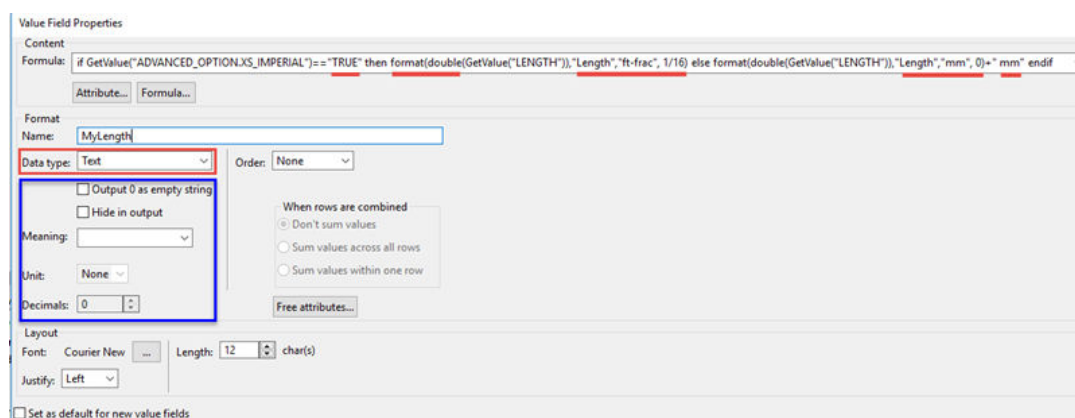 Value Field Properties
Content
Formula: if GetValue("ADVANCED_OPTION.XS_IMPERIAL")=="TRUE" then format(double(GetValue("LENGTH")),"Length","ft-frac", 1/16) else format(double(GetValue("LENGTH")),"Length","mm", 0)+" mm" endif
Attribute... Formula...
Format
Name: MyLength
Data type: Text Order: None
Output 0 as empty string
When rows are combined
Hide in output
Don't sum values
Meaning:
Sum values across all rows
Unit: None
Sum values within one row
Decimals: 0 Free attributes...
Layout
Font: Courier New ... Length: 12 char(s)
Justify: Left
Set as default for new value fields